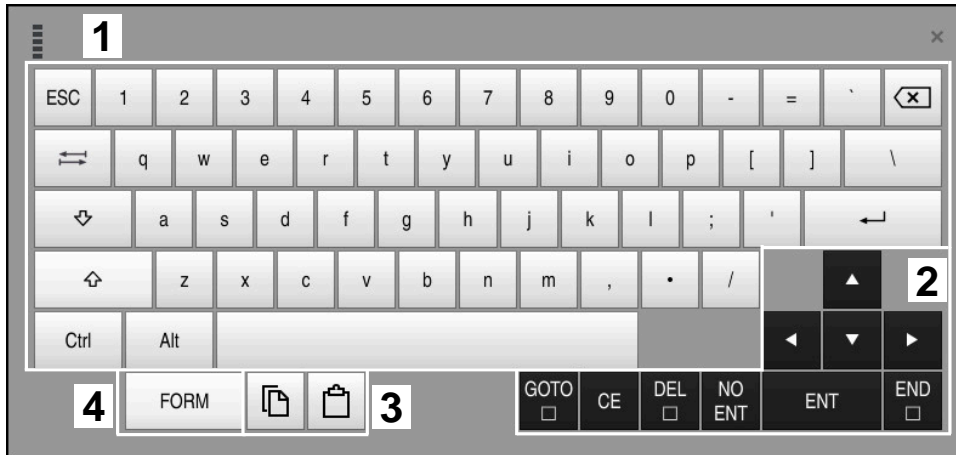 1 ×
ESC 1 2 3 4 5 6 7 8 9 0 - = `
q w e r t y u i o p [ ] \
a s d f g h j k l ; '
z x c v b n m , • / 2
Ctrl Alt
4 FORM 3 GOTO CE DEL NO ENT ENT END